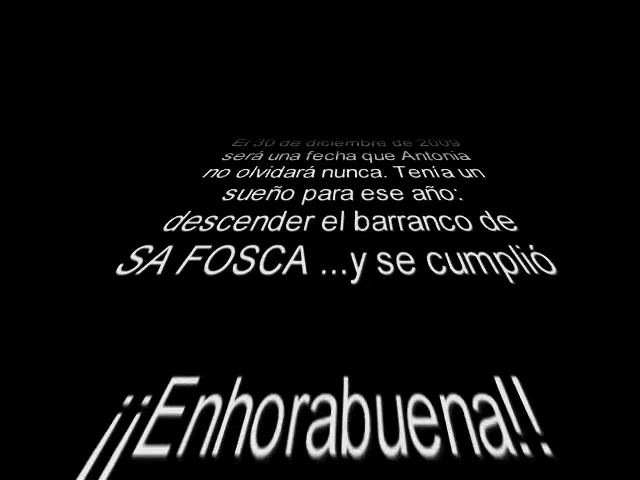 El 30 de diciembre de 2009
será una fecha que Antonia
no olvidará nunca. Tenía un
sueño para ese año:
descender el barranco de
SA FOSCA ...y se cumplió
¡¡Enhorabuena!!